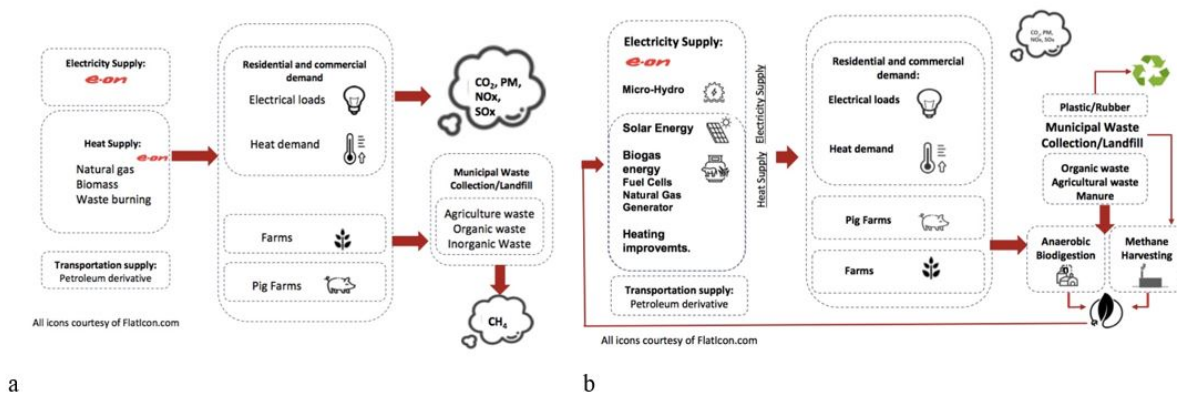 Electricity Supply:
e-on
Heat Supply:
e-on
Natural gas
Biomass
Waste burning
Transportation supply:
Petroleum derivative
All icons courtesy of FlatIcon.com
Residential and commercial
demand
Electrical loads
Heat demand
Farms
Pig Farms
CO2, PM,
NOx,
SOx
Municipal Waste
Collection/Landfill
Agriculture waste
Organic waste
Inorganic Waste
CH4
a
Electricity Supply:
e-on
Micro-Hydro
Solar Energy
Biogas
energy
Fuel Cells
Natural Gas
Generator
Heating
improvemts.
Transportation supply:
Petroleum derivative
All icons courtesy of FlatIcon.com
Heat Supply
Electricity Supply
Residential and commercial
demand:
Electrical loads
Heat demand
Pig Farms
Farms
CO2, PM,
NOx, SOx
Plastic/Rubber
Municipal Waste
Collection/Landfill
Organic waste
Agricultural waste
Manure
Anaerobic
Biodigestion
Methane
Harvesting
b